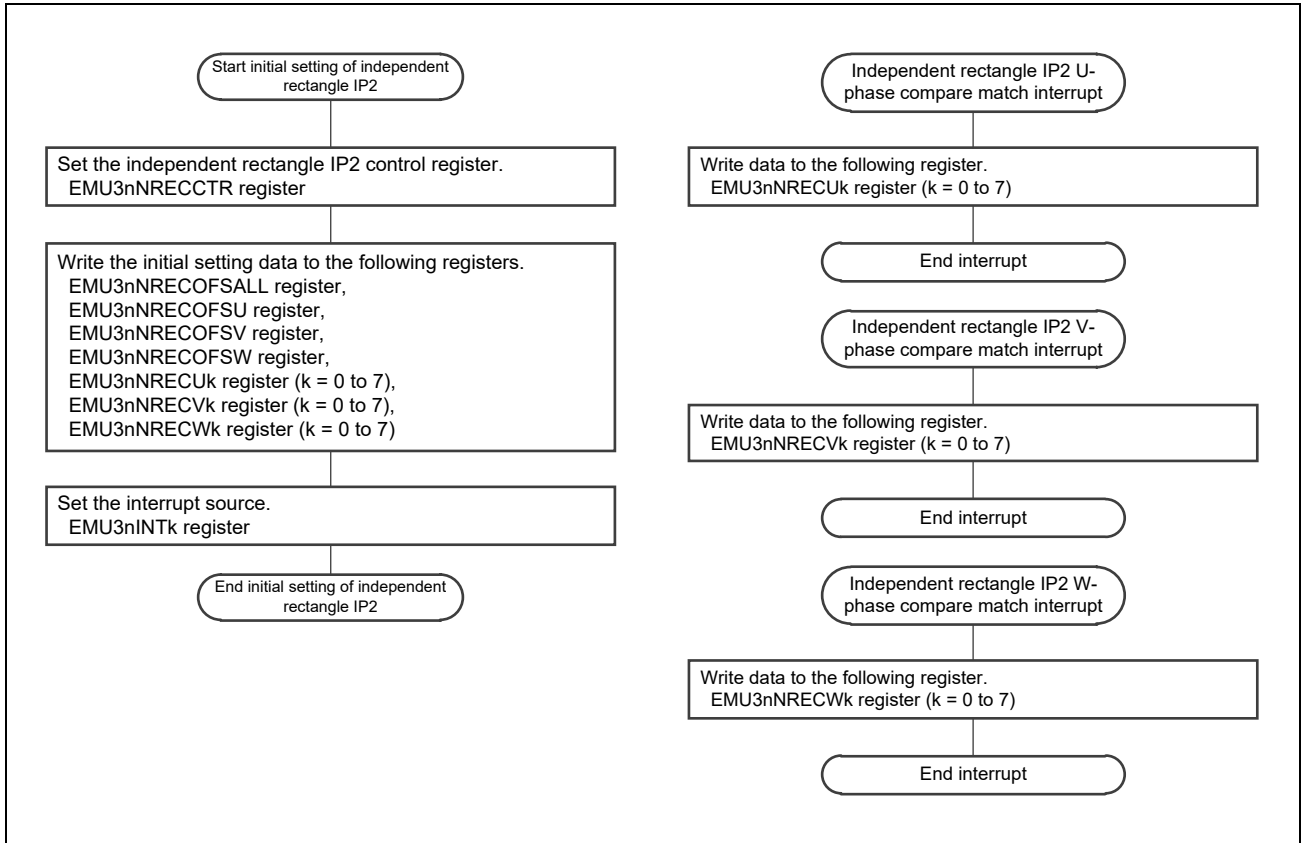 Start initial setting of independent
rectangle IP2
Set the independent rectangle IP2 control register.
EMU3nNRECCTR register
Write the initial setting data to the following registers.
EMU3nNRECOFSALL register,
EMU3nNRECOFSU register,
EMU3nNRECOFSV register,
EMU3nNRECOFSW register,
EMU3nNRECUk register (k = 0 to 7),
EMU3nNRECVk register (k = 0 to 7),
EMU3nNRECWk register (k = 0 to 7)
Set the interrupt source.
EMU3nINTk register
End initial setting of independent
rectangle IP2
Independent rectangle IP2 U-
phase compare match interrupt
Write data to the following register.
EMU3nNRECUk register (k = 0 to 7)
End interrupt
Independent rectangle IP2 V-
phase compare match interrupt
Write data to the following register.
EMU3nNRECVk register (k = 0 to 7)
End interrupt
Independent rectangle IP2 W-
phase compare match interrupt
Write data to the following register.
EMU3nNRECWk register (k = 0 to 7)
End interrupt